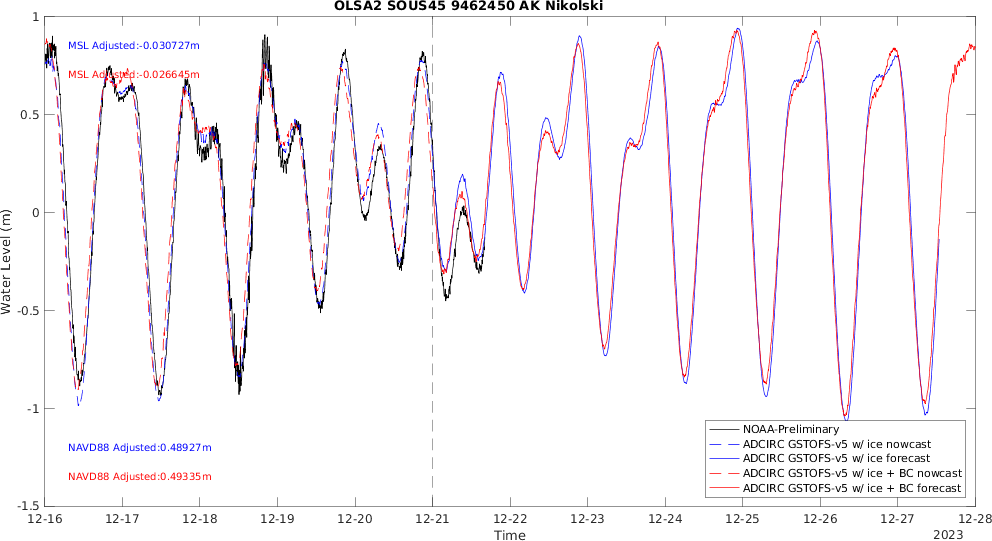 OLSA2 SOUS45 9462450 AK Nikolski
1
0.5
0
-0.5
-1
-1.5
Water Level (m)
MSL Adjusted:-0.030727m
MSL Adjusted:-0.026645m
NAVD88 Adjusted:0.48927m
NAVD88 Adjusted:0.49335m
NOAA-Preliminary
ADCIRC GSTOFS-v5 w/ ice nowcast
ADCIRC GSTOFS-v5 w/ ice forecast
ADCIRC GSTOFS-v5 w/ ice + BC nowcast
ADCIRC GSTOFS-v5 w/ ice + BC forecast
12-16 12-17 12-18 12-19 12-20 12-21 12-22 12-23 12-24 12-25 12-26 12-27 12-28
Time
2023